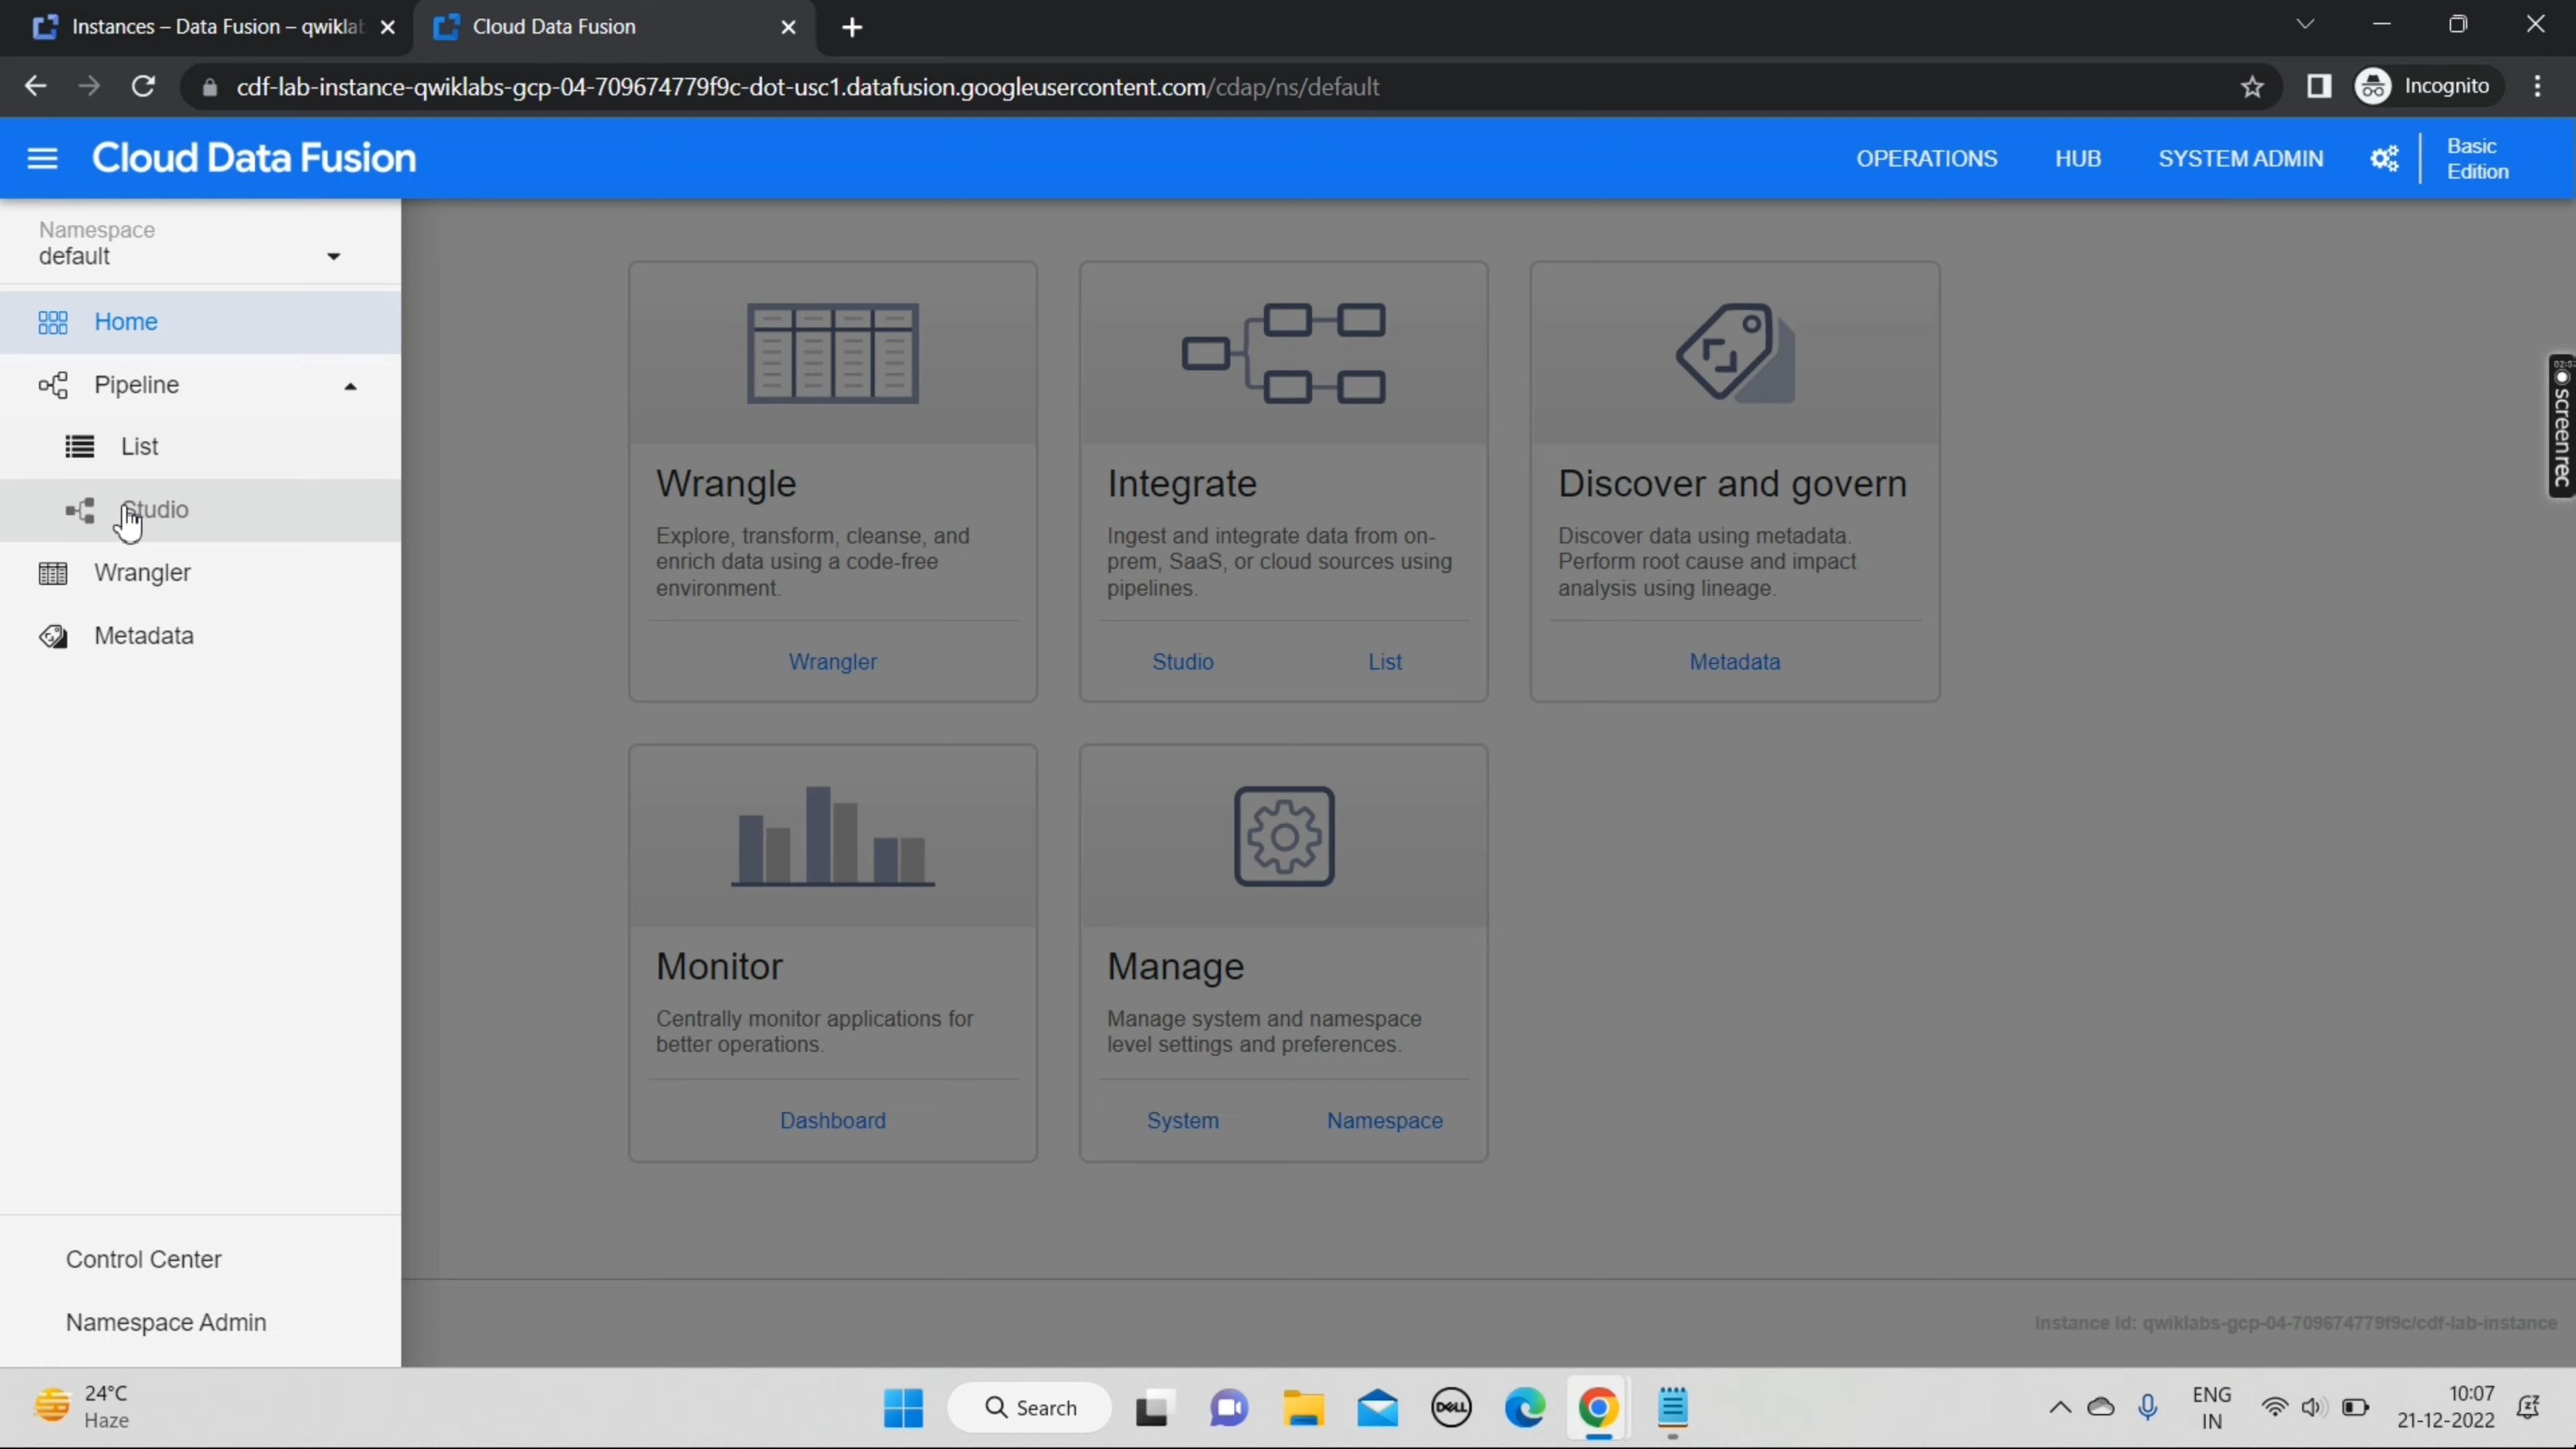 Instances – Data Fusion – qwiklab
Cloud Data Fusion
cdf-lab-instance-qwiklabs-gcp-04-709674779f9c-dot-usc1.datafusion.googleusercontent.com/cdap/ns/default
Incognito
Cloud Data Fusion
OPERATIONS
HUB
SYSTEM ADMIN
Basic
Edition
Namespace
default
Home
Pipeline
List
Studio
Wrangler
Metadata
Control Center
Namespace Admin
Wrangle
Explore, transform, cleanse, and
enrich data using a code-free
environment.
Wrangler
Integrate
Ingest and integrate data from on-
prem, SaaS, or cloud sources using
pipelines.
Studio
List
Discover and govern
Discover data using metadata.
Perform root cause and impact
analysis using lineage.
Metadata
Monitor
Centrally monitor applications for
better operations.
Dashboard
Manage
Manage system and namespace
level settings and preferences.
System
Namespace
Instance Id: qwiklabs-gcp-04-709674779f9c/cdf-lab-instance
screenrec
24°C
Haze
Search
DELL
ENG
IN
10:07
21-12-2022